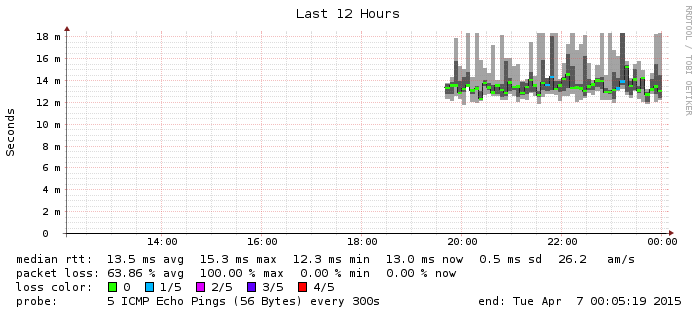 Last 12 Hours
RRDTOOL / TOBI OETIKER
Seconds
18 m
16 m
14 m
12 m
10 m
8 m
6 m
4 m
2 m
0
14:00 16:00 18:00 20:00 22:00 00:00
median rtt: 13.5 ms avg 15.3 ms max 12.3 ms min 13.0 ms now 0.5 ms sd 26.2 am/s
packet loss: 63.86 % avg 100.00 % max 0.00 % min 0.00 % now
loss color: 0 1/5 2/5 3/5 4/5
probe: 5 ICMP Echo Pings (56 Bytes) every 300s end: Tue Apr 7 00:05:19 2015